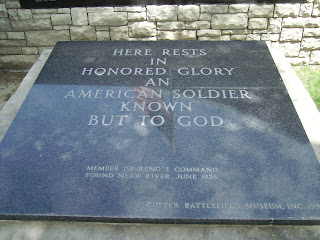 HERE RESTS
IN
HONORED GLORY
AN
AMERICAN SOLDIER
KNOWN
BUT TO GOD
MEMBER OF RENO'S COMMAND
FOUND NEAR RIVER, JUNE 1926
CUSTER BATTLEFIELD MUSEUM, INC.